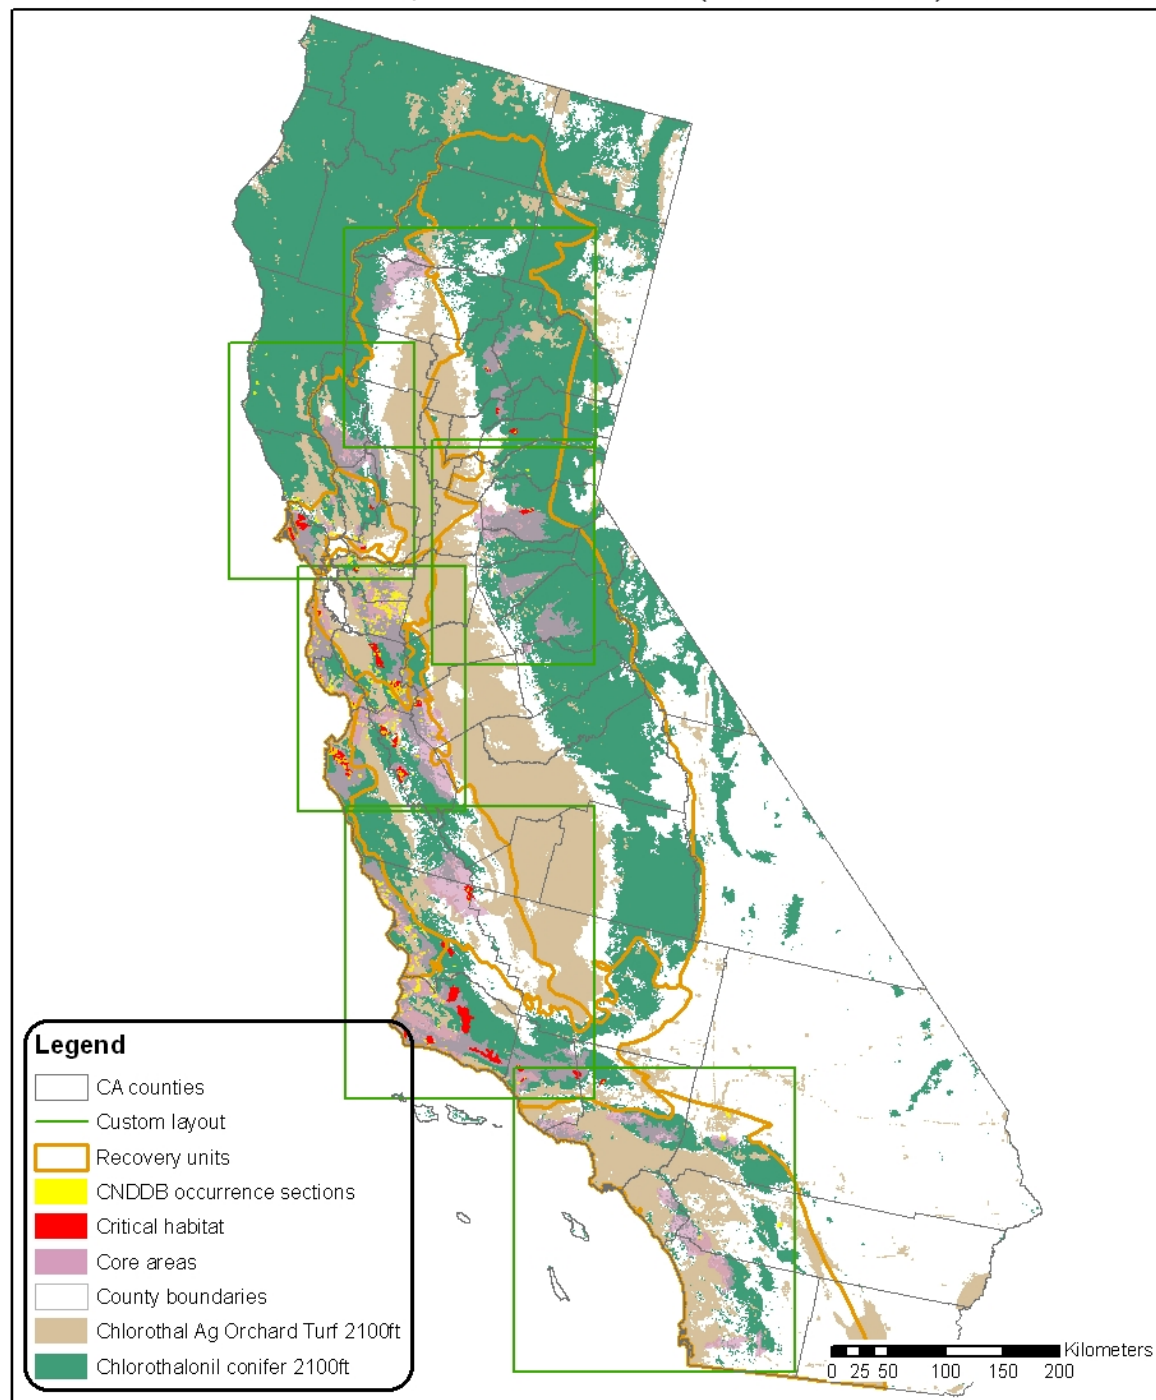 Legend
CA counties
Custom layout
Recovery units
CNDDB occurrence sections
Critical habitat
Core areas
County boundaries
Chlorothal Ag Orchard Turf 2100ft
Chlorothalonil conifer 2100ft
Kilometers
0 25 50 100 150 200